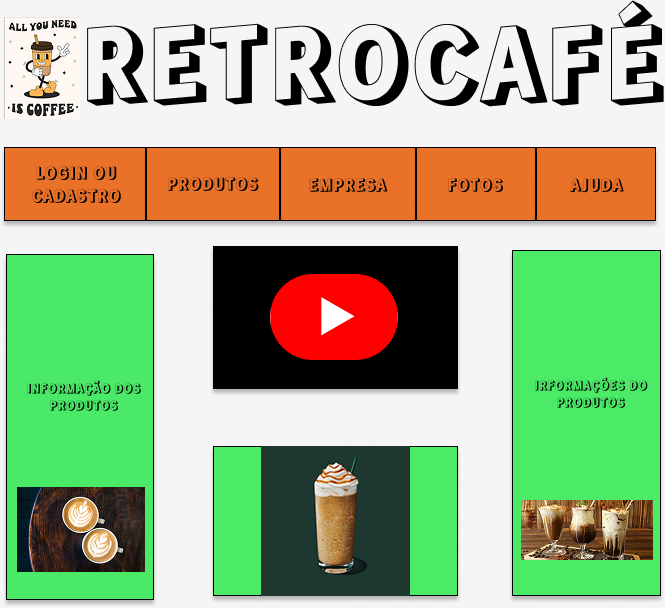 ALL YOU NEED
IS COFFEE
RETROCAFÉ
LOGIN OU
CADASTRO
PRODUTOS
EMPRESA
FOTOS
AJUDA
INFORMAÇÃO DOS
PRODUTOS
IRFORMAÇÕES DO
PRODUTOS